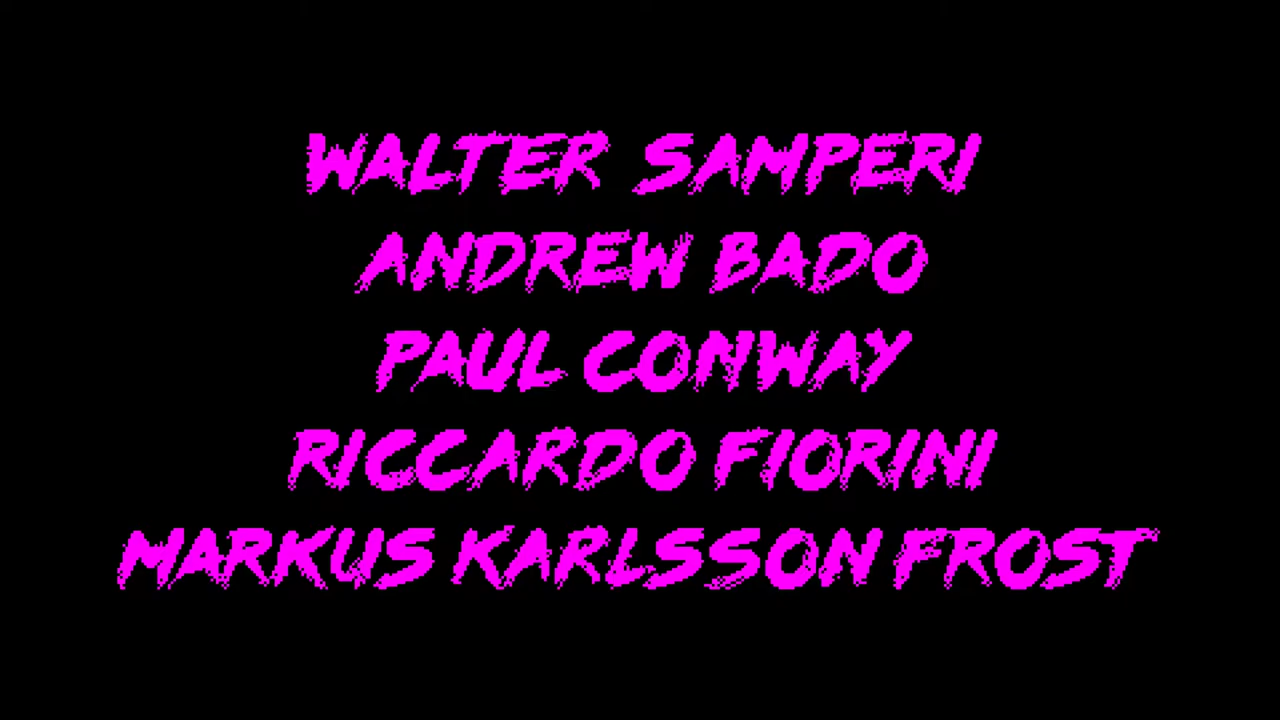 WALTER SAMPERI
ANDREW BADO
PAUL CONWAY
RICCARDO FIORINI
MARKUS KARLSSON FROST